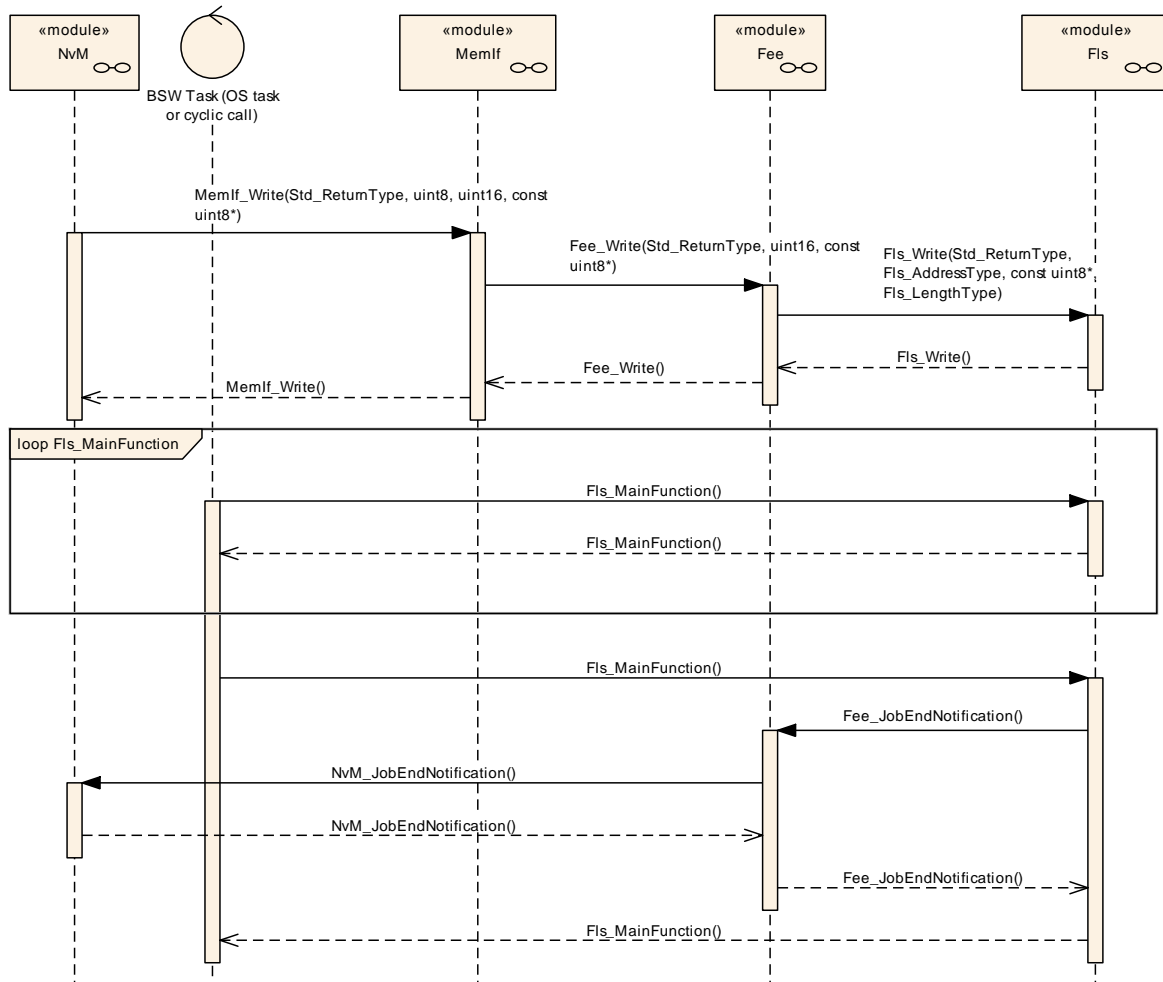 «module»
NvM
BSW Task (OS task
or cyclic call)
«module»
MemIf
«module»
Fee
«module»
Fls
MemIf_Write(Std_ReturnType, uint8, uint16, const
uint8*)
Fee_Write(Std_ReturnType, uint16, const
uint8*)
Fls_Write(Std_ReturnType,
Fls_AddressType, const uint8*,
Fls_LengthType)
Fls_Write()
Fee_Write()
MemIf_Write()
loop Fls_MainFunction
Fls_MainFunction()
Fls_MainFunction()
Fls_MainFunction()
Fee_JobEndNotification()
NvM_JobEndNotification()
NvM_JobEndNotification()
Fee_JobEndNotification()
Fls_MainFunction()